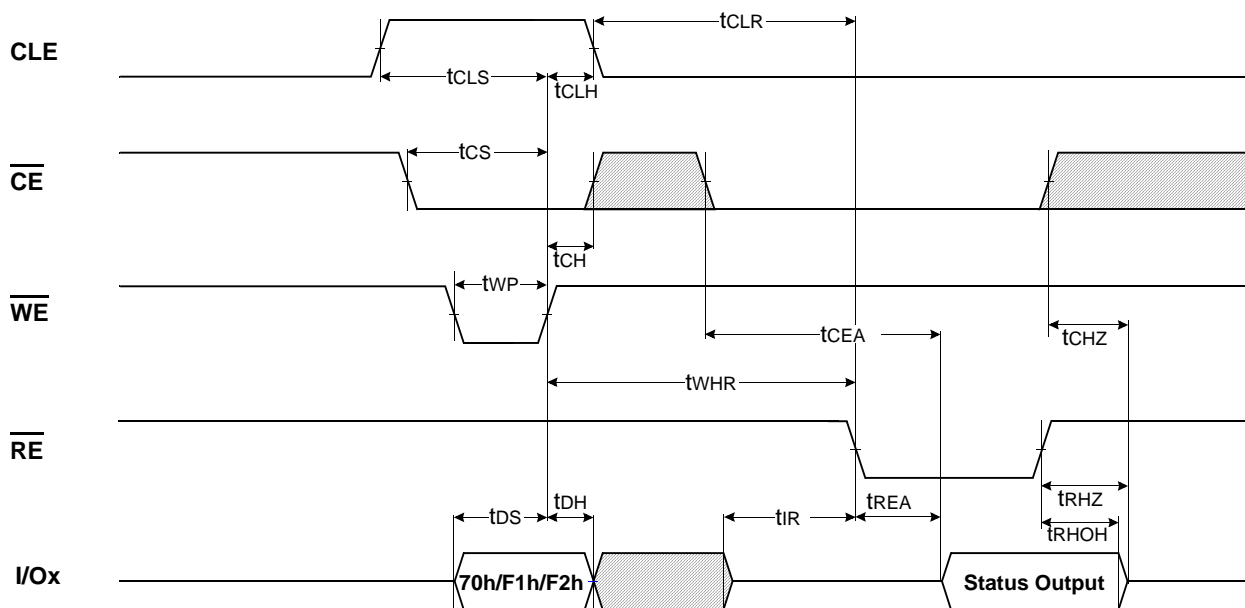 tCLR
CLE
tCLS
tCLH
tCS
CE
tCH
tWP
WE
tCEA
tCHZ
tWHR
RE
tDS
tDH
tIR
tREA
tRHZ
tRHOH
I/Ox
70h/F1h/F2h
Status Output